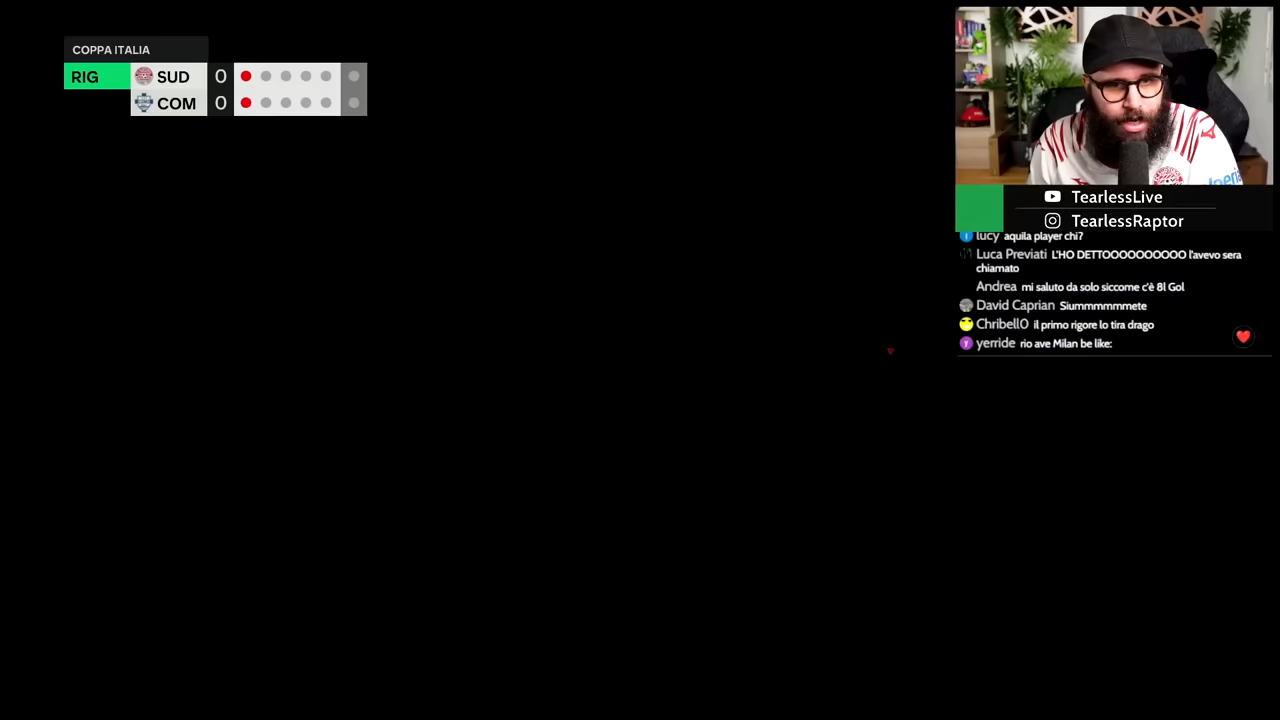 COPPA ITALIA
RIG SUD 0
COM 0
TearlessLive
TearlessRaptor
lucy aquila player chi?
Luca Previati L'HO DETTOOOOOOOOOO l'avevo sera
chiamato
Andrea mi saluto da solo siccome c'è 8l Gol
David Caprian Siummmmmmete
Chribell0 il primo rigore lo tira drago
yerride rio ave Milan be like: